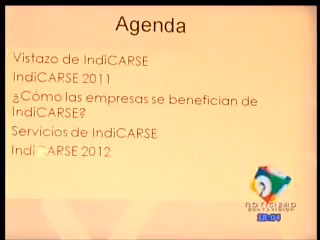 Agenda
Vistazo de IndiCARSE
IndiCARSE 2011
¿Cómo las empresas se benefician de
IndiCARSE?
Servicios de IndiCARSE
IndiCARSE 2012